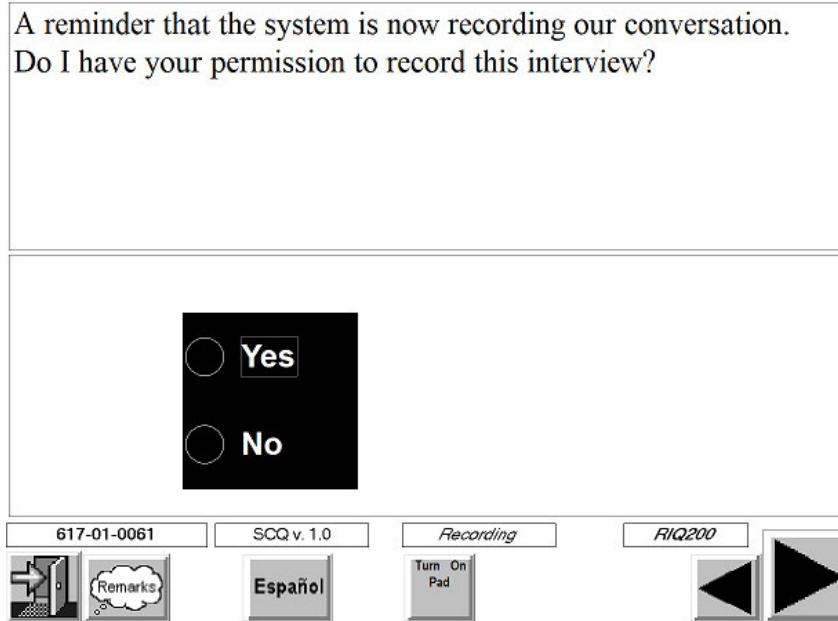 A reminder that the system is now recording our conversation.
Do I have your permission to record this interview?
Yes
No
617-01-0061
SCQ v. 1.0
Recording
RIQ200
Remarks
Español
Turn On
Pad